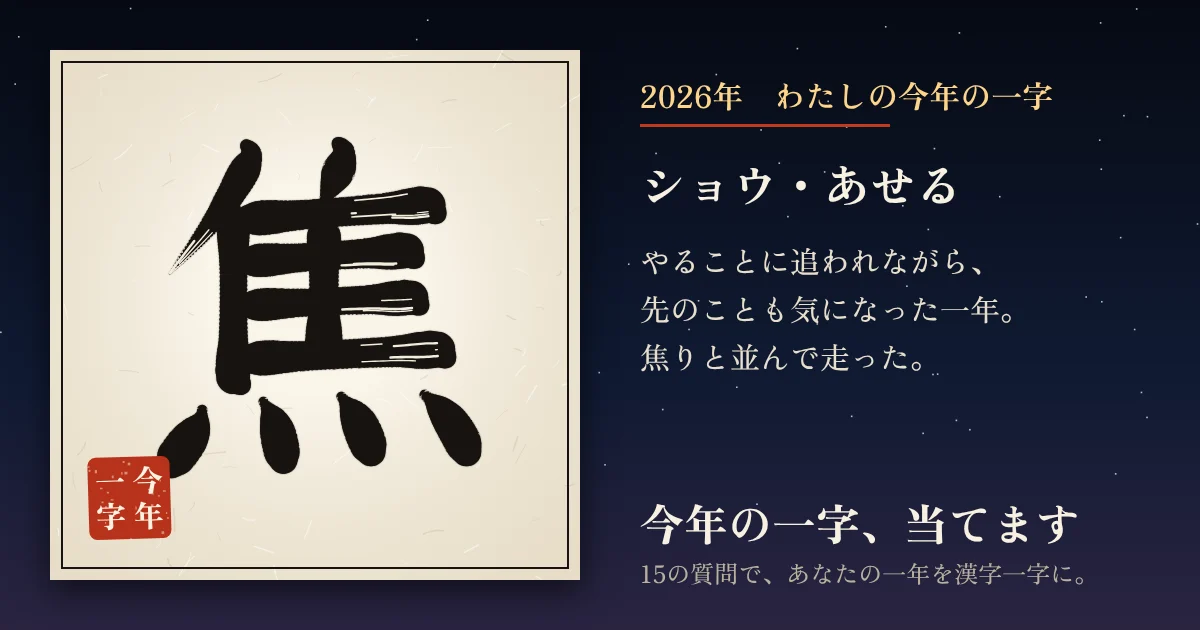 焦
今年
一字
2026年 わたしの今年の一字
ショウ・あせる
やることに追われながら、
先のことも気になった一年。
焦りと並んで走った。
今年の一字、当てます
15の質問で、あなたの一年を漢字一字に。